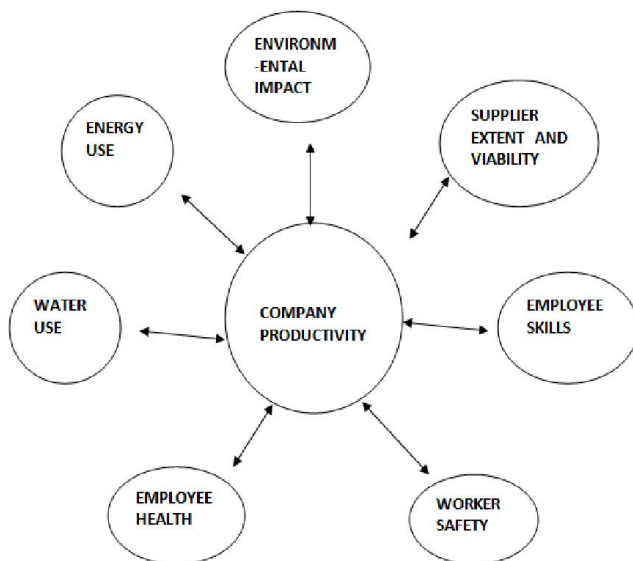 ENVIRONM
-ENTAL
IMPACT
SUPPLIER
EXTENT AND
VIABILITY
ENERGY
USE
WATER
USE
COMPANY
PRODUCTIVITY
EMPLOYEE
SKILLS
EMPLOYEE
HEALTH
WORKER
SAFETY